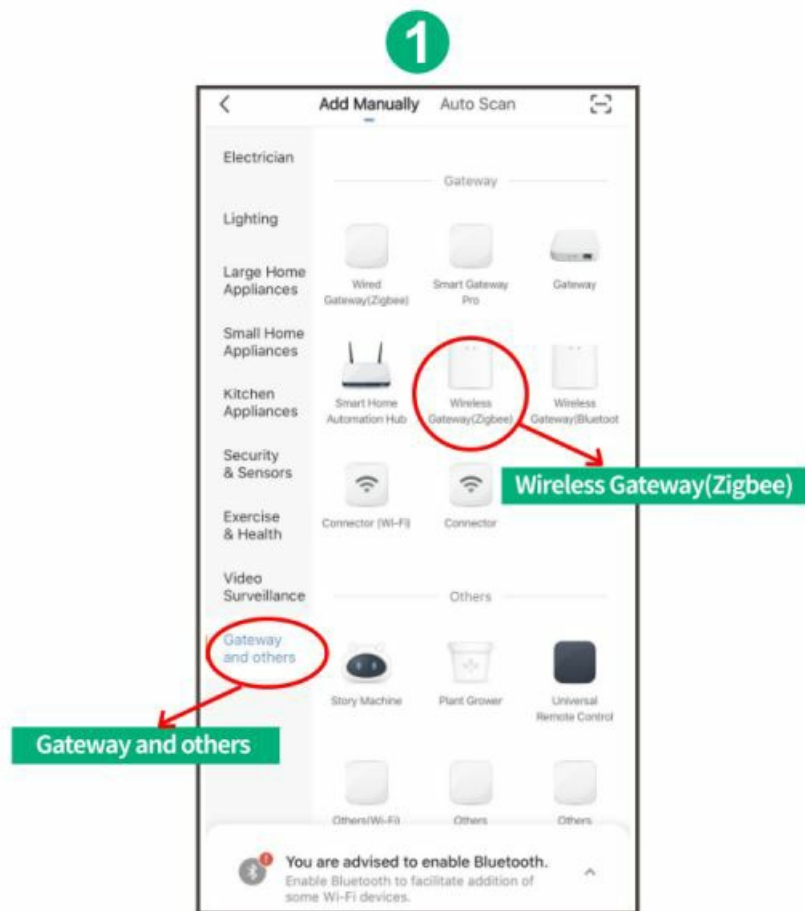 1
Add Manually Auto Scan
Electrician
Lighting
Large Home
Appliances
Small Home
Appliances
Kitchen
Appliances
Security
& Sensors
Exercise
& Health
Video
Surveillance
Gateway
and others
Gateway and others
Gateway
Wired
Gateway(Zigbee)
Smart Gateway
Pro
Gateway
Smart Home
Automation Hub
Wireless
Gateway(Zigbee)
Wireless
Gateway(Bluetoot
Wireless Gateway(Zigbee)
Connector (Wi-Fi)
Connector
Others
Story Machine
Plant Grower
Universal
Remote Control
Others(Wi-Fi)
Others
Others
You are advised to enable Bluetooth.
Enable Bluetooth to facilitate addition of
some Wi-Fi devices.